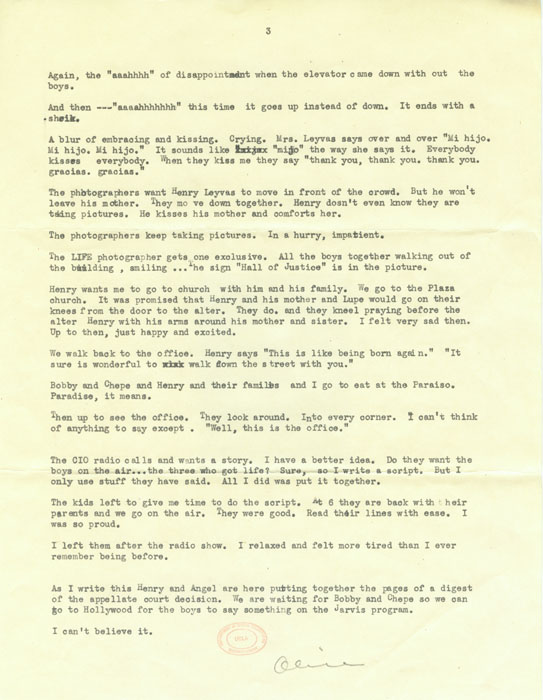 3
Again, the "aaahhhh" of disappointment when the elevator came down with out the
boys.
And then ---"aaaahhhhhhh" this time it goes up instead of down. It ends with a
sheik.
A blur of embracing and kissing. Crying. Mrs. Leyvas says over and over "Mi hijo.
Mi hijo. Mi hijo." It sounds like "mijo" the way she says it. Everybody
kisses everybody. When they kiss me they say "thank you, thank you. thank you.
gracias. gracias."
The photographers want Henry Leyvas to move in front of the crowd. But he won't
leave his mother. They mo ve down together. Henry dosn't even know they are
taking pictures. He kisses his mother and comforts her.
The photographers keep taking pictures. In a hurry, impatient.
The LIFE photographer gets one exclusive. All the boys together walking out of
the building , smiling ...the sign "Hall of Justice" is in the picture.
Henry wants me to go to church with him and his family. We go to the Plaza
church. It was promised that Henry and his mother and Lupe would go on their
knees from the door to the alter. They do. and they kneel praying before the
alter Henry with his arms around his mother and sister. I felt very sad then.
Up to then, just happy and excited.
We walk back to the office. Henry says "This is like being born again." "It
sure is wonderful to walk down the street with you."
Bobby and Chepe and Henry and their families and I go to eat at the Paraiso.
Paradise, it means.
Then up to see the office. They look around. Into every corner. I can't think
of anything to say except . "Well, this is the office."
The CIO radio calls and wants a story. I have a better idea. Do they want the
boys on the air...the three who got life? Sure, so I write a script. But I
only use stuff they have said. All I did was put it together.
The kids left to give me time to do the script. At 6 they are back with their
parents and we go on the air. They were good. Read their lines with ease. I
was so proud.
I left them after the radio show. I relaxed and felt more tired than I ever
remember being before.
As I write this Henry and Angel are here putting together the pages of a digest
of the appellate court decision. We are waiting for Bobby and Chepe so we can
go to Hollywood for the boys to say something on the Jarvis program.
I can't believe it.